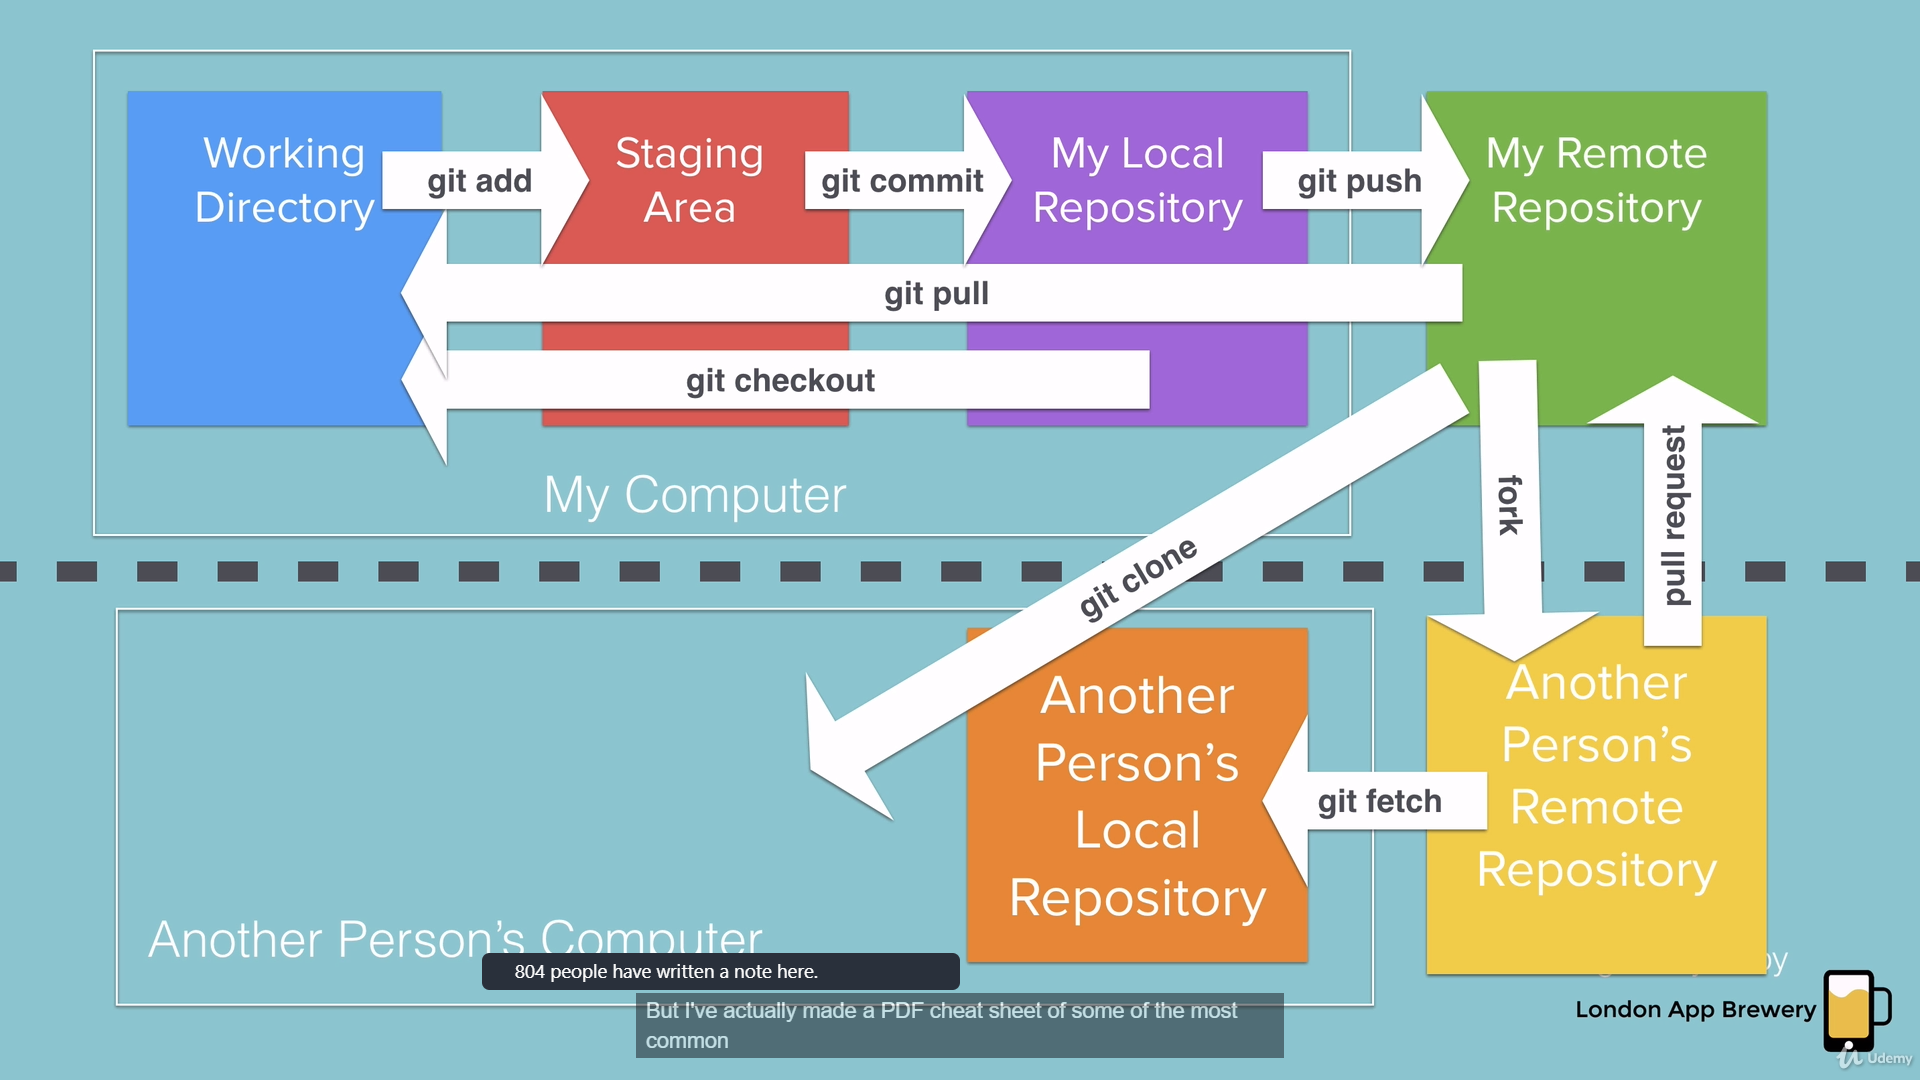 Working
Directory
git add
Staging
Area
git commit
My Local
Repository
git push
My Remote
Repository
git pull
git checkout
My Computer
git clone
fork
pull request
Another
Person's
Local
Repository
git fetch
Another
Person's
Remote
Repository
Another Person's Computer
804 people have written a note here.
But I've actually made a PDF cheat sheet of some of the most
common
London App Brewery
Udemy